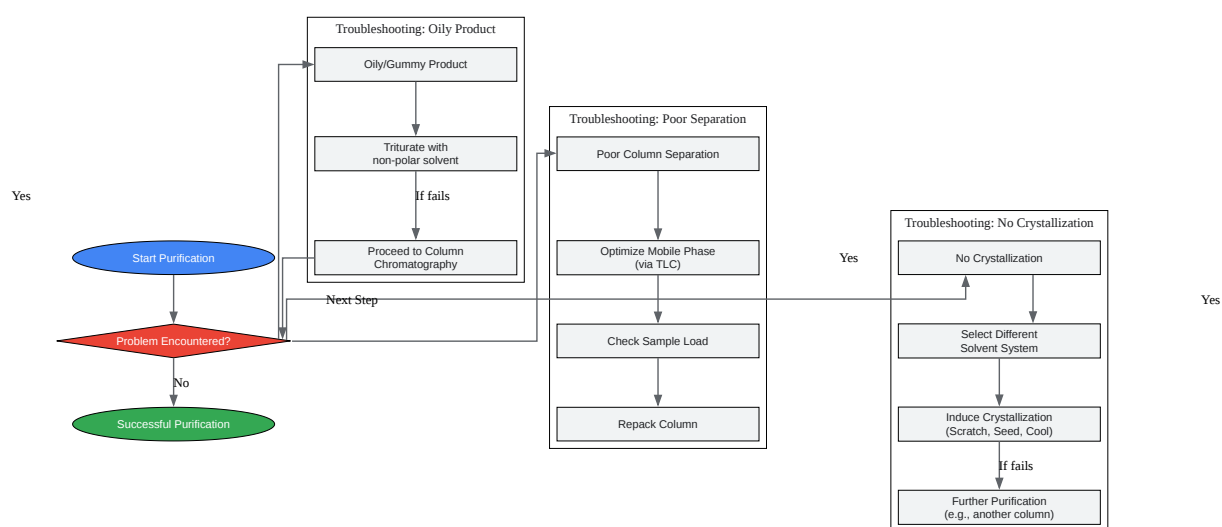 Troubleshooting: Oily Product
Oily/Gummy Product
Triturate with
non-polar solvent
If fails
Proceed to Column
Chromatography
Next Step
Yes
Start Purification
Problem Encountered?
No
Successful Purification
Troubleshooting: Poor Separation
Poor Column Separation
Optimize Mobile Phase
(via TLC)
Check Sample Load
Repack Column
Yes
Troubleshooting: No Crystallization
No Crystallization
Select Different
Solvent System
Induce Crystallization
(Scratch, Seed, Cool)
If fails
Further Purification
(e.g., another column)
Yes